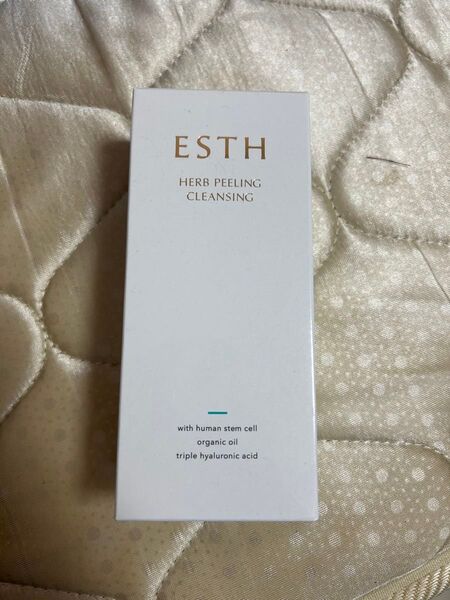 ESTH
HERB PEELING
CLEANSING
with human stem cell
organic oil
triple hyaluronic acid